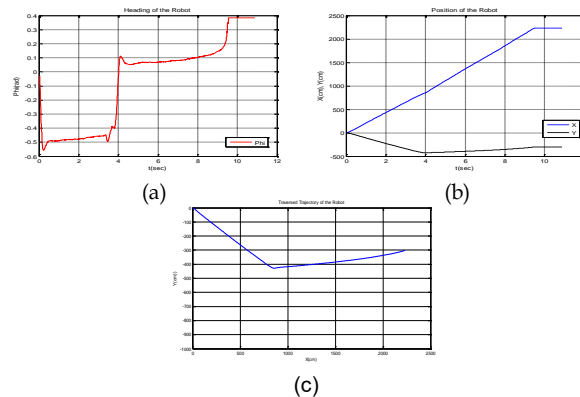 Heading of the Robot
0.4
0.3
0.2
0.1
0
-0.1
-0.2
-0.3
-0.4
-0.5
-0.6
Phi(rad)
0 2 4 6 8 10 12
t(sec)
Phi
(a)
Position of the Robot
2500
2000
1500
1000
500
0
-500
X(cm),Y(cm)
0 2 4 6 8 10
t(sec)
X
Y
(b)
Traversed Trajectory of the Robot
0
-100
-200
-300
-400
-500
-600
-700
-800
-900
-1000
Y(cm)
0 500 1000 1500 2000 2500
X(cm)
(c)